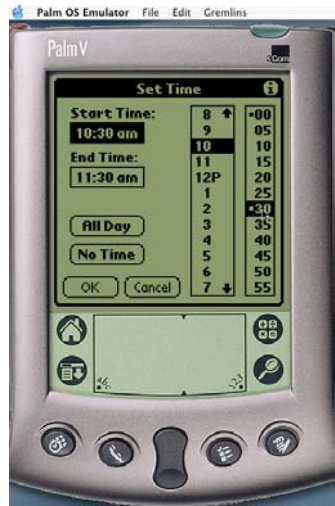 Palm OS Emulator File Edit Gremlins
Palm V
3Com
Set Time
Start Time:
10:30 am
End Time:
11:30 am
All Day
No Time
OK Cancel
8
9
10
11
12P
1
2
3
4
5
6
7
•00
05
10
15
20
25
•30
35
40
45
50
55